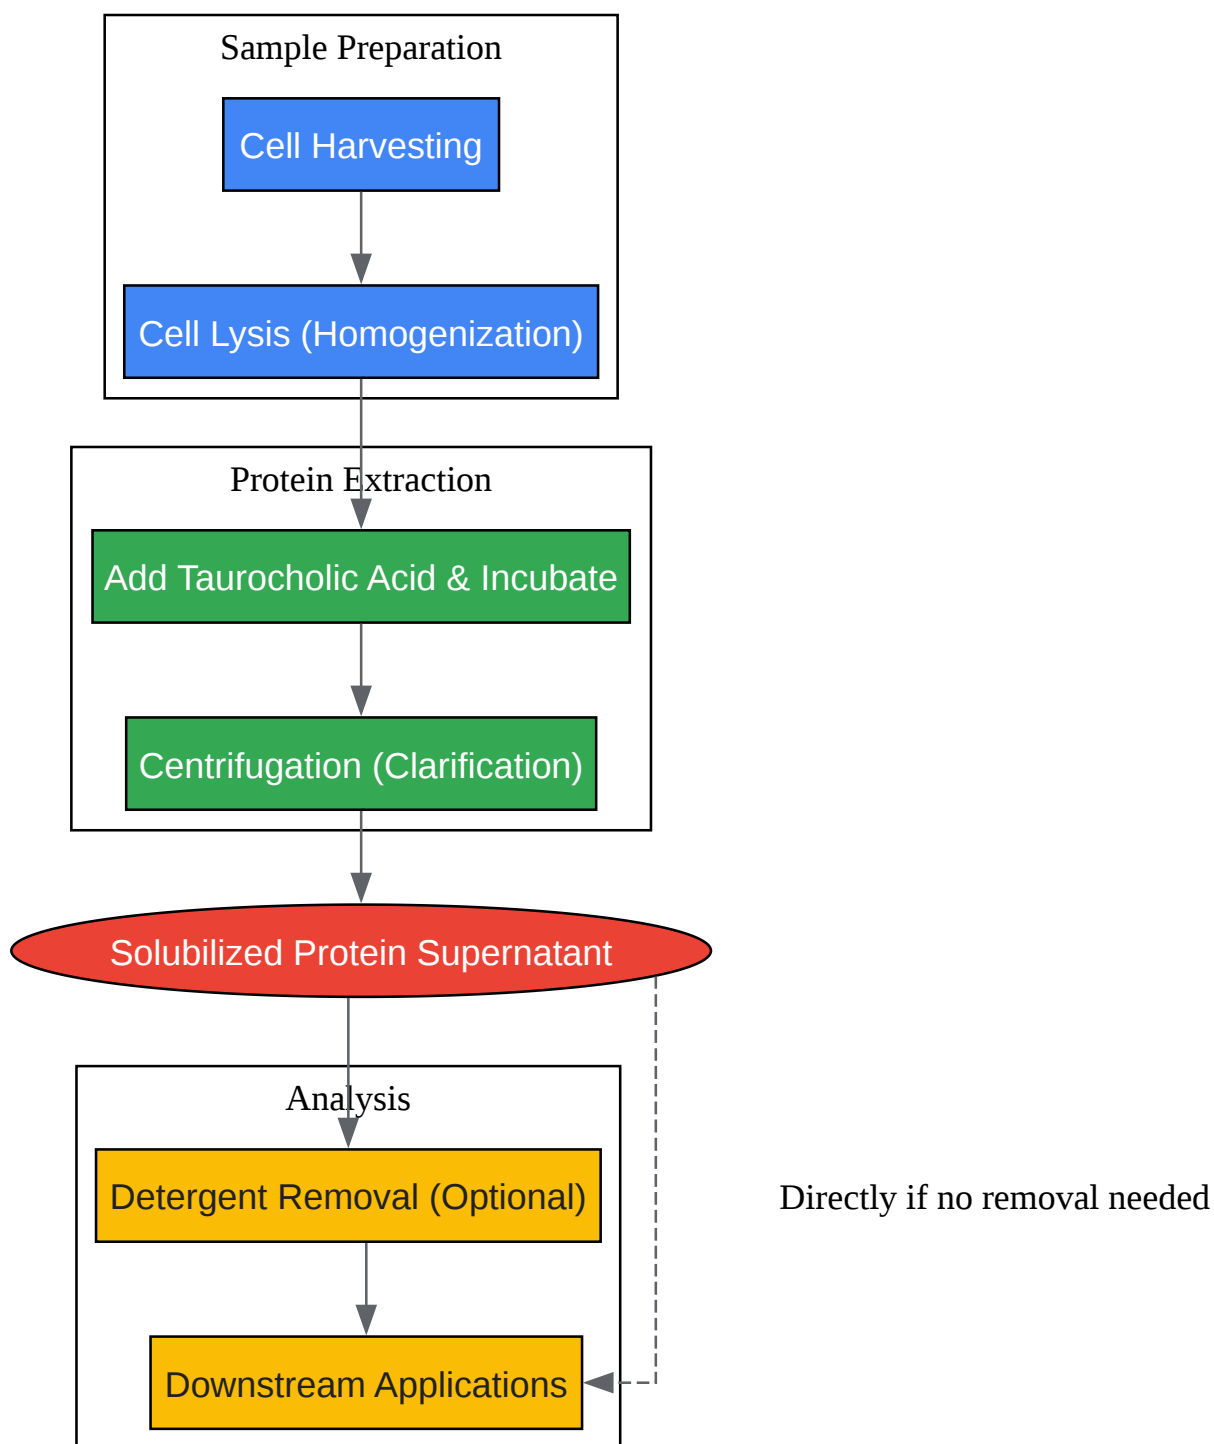 Sample Preparation
Cell Harvesting
Cell Lysis (Homogenization)
Protein Extraction
Add Taurocholic Acid & Incubate
Centrifugation (Clarification)
Solubilized Protein Supernatant
Analysis
Detergent Removal (Optional)
Directly if no removal needed
Downstream Applications